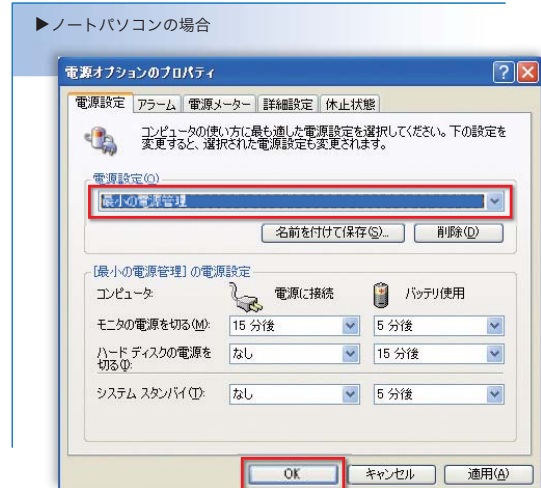 ▶ノートパソコンの場合
電源オプションのプロパティ
電源設定 アラーム 電源メーター 詳細設定 休止状態
コンピュータの使い方に最も適した電源設定を選択してください。下の設定を
変更すると、選択された電源設定も変更されます。
電源設定(O)
最小の電源管理
名前を付けて保存(S)... 削除(D)
[最小の電源管理] の電源設定
コンピュータ: 電源に接続 バッテリ使用
モニタの電源を切る(M): 15 分後 5 分後
ハード ディスクの電源を
切る(I): なし 15 分後
システム スタンバイ(T): なし 5 分後
OK キャンセル 適用(A)